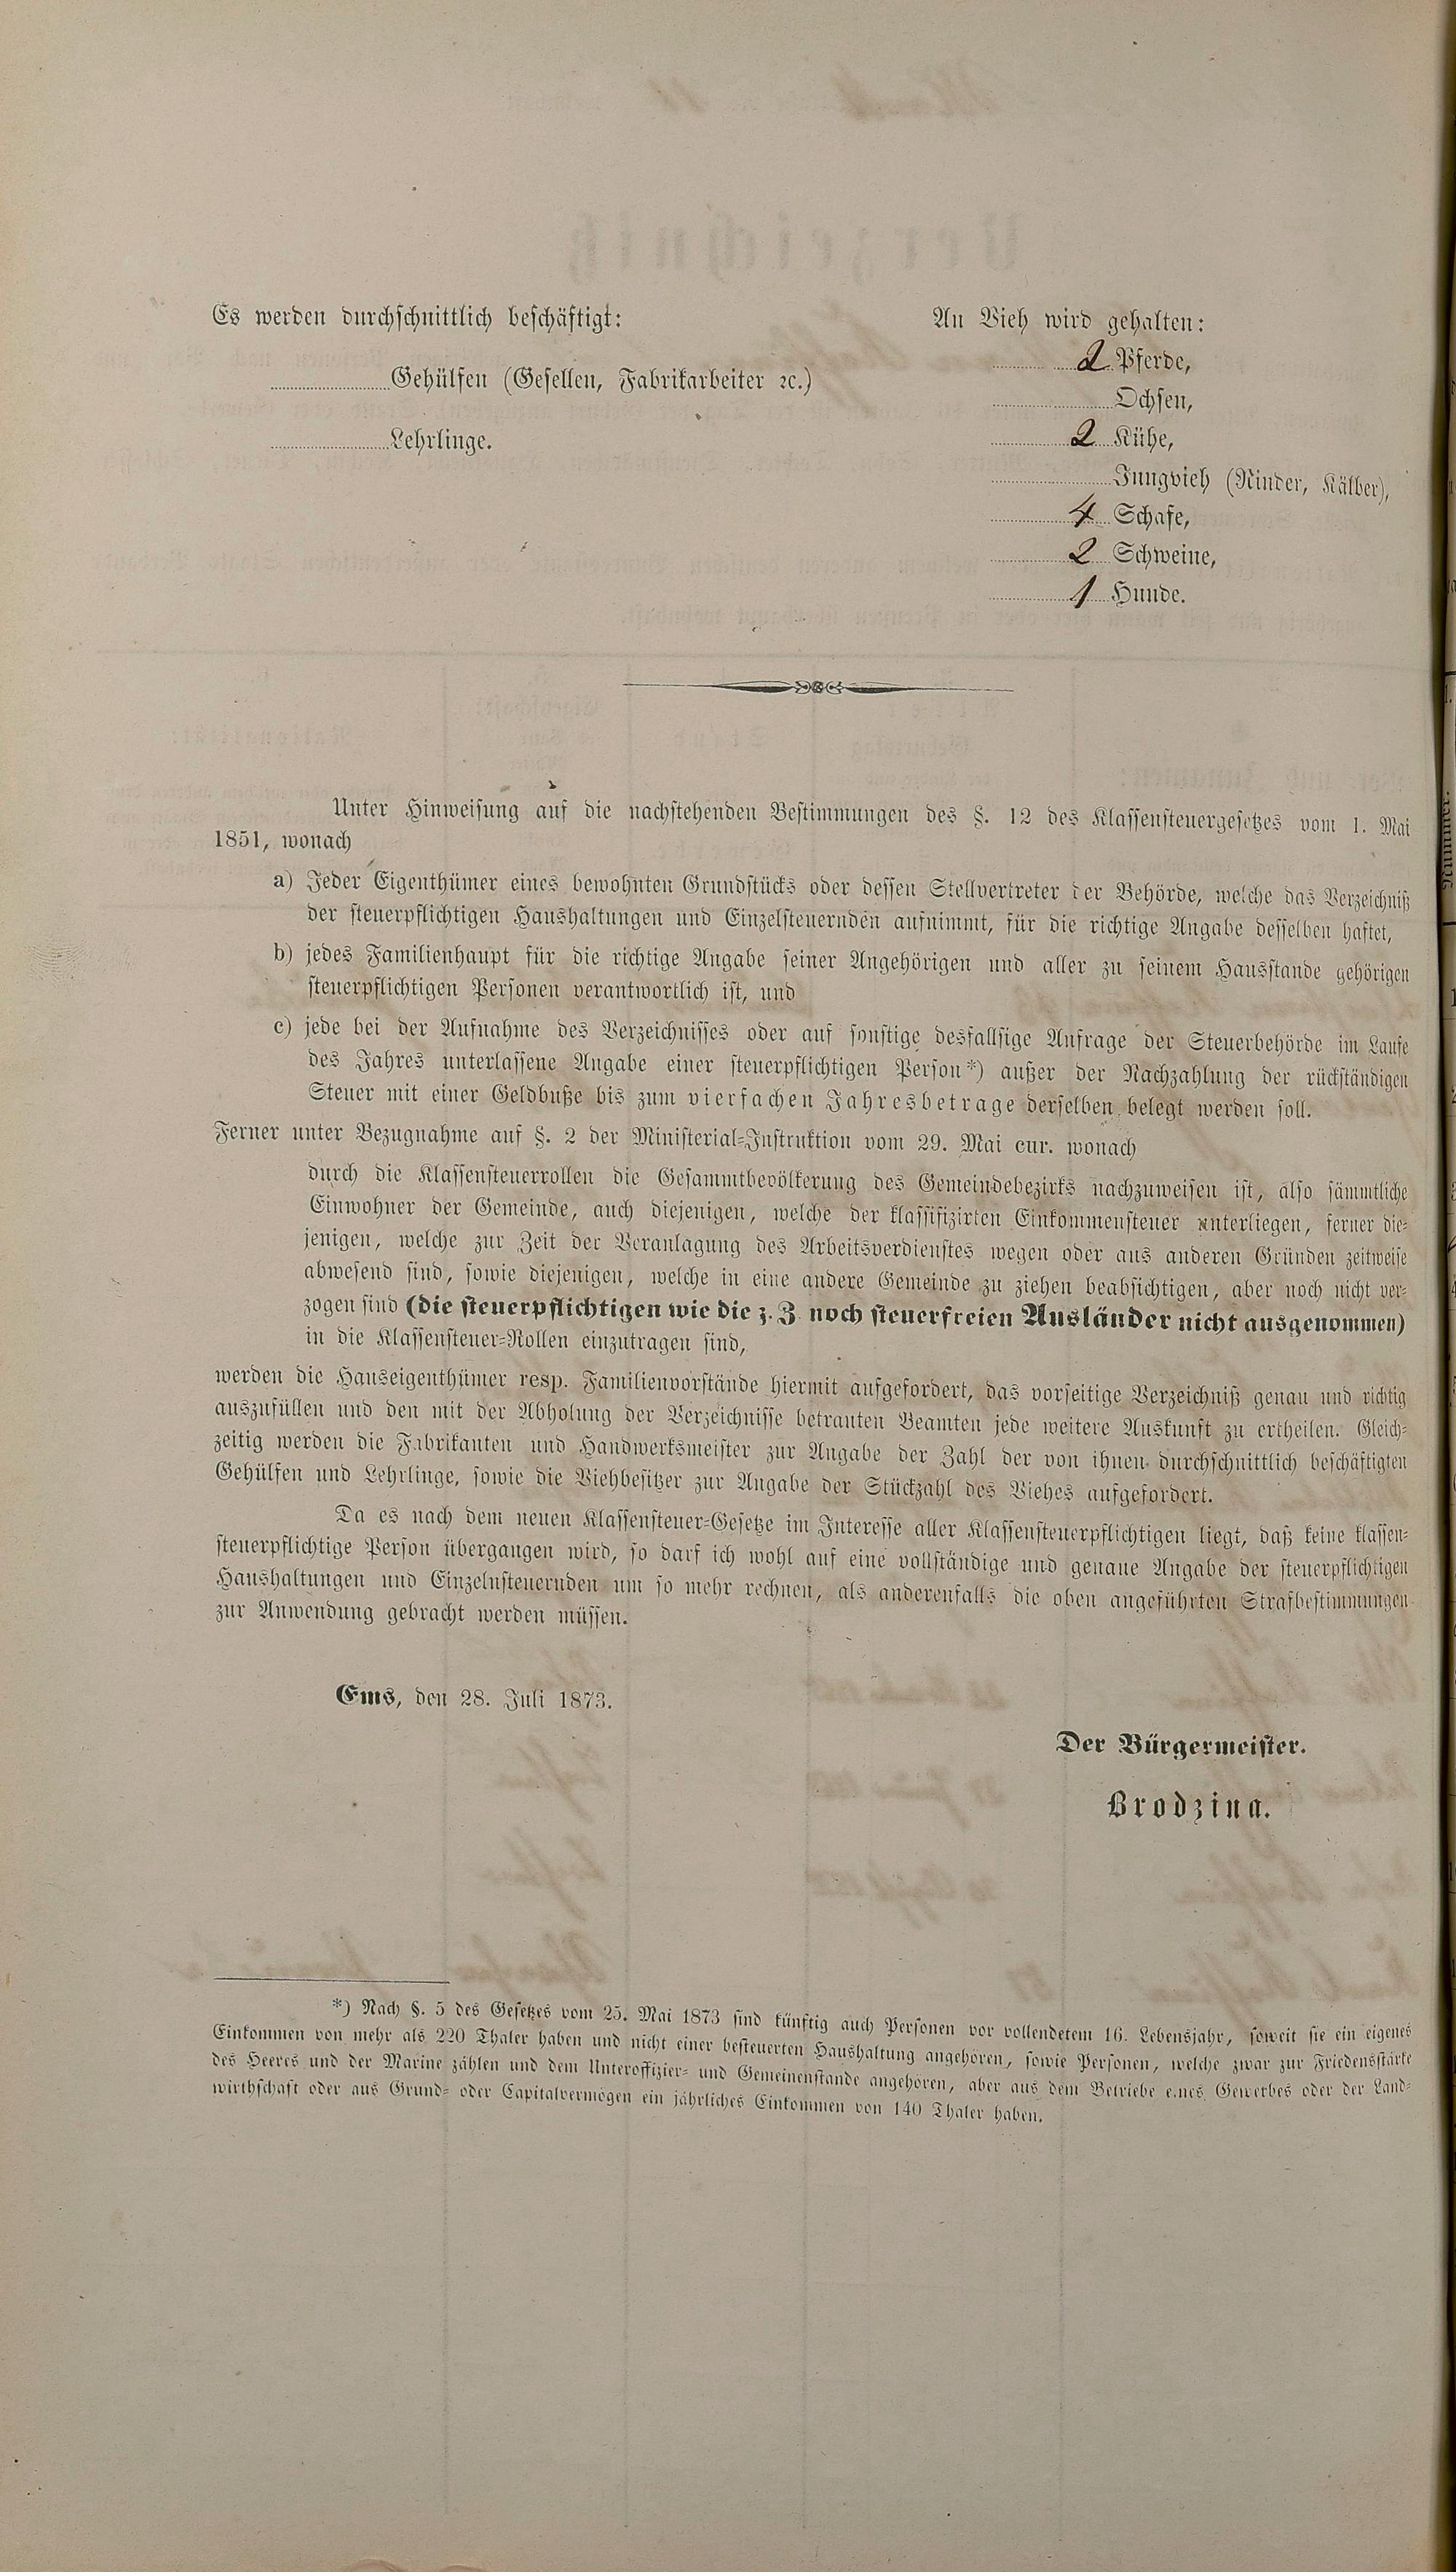 Es werden durchschnittlich beschäftigt:
Gehülfen (Gesellen, Fabrikarbeiter ꝛc.)
Lehrlinge.
An Vieh wird gehalten:
2 Pferde,
Ochsen,
2 Kühe,
Jungvieh (Rinder, Kälber),
4 Schafe,
2 Schweine,
1 Hunde.
Unter Hinweisung auf die nachstehenden Bestimmungen des §. 12 des Klassensteuergesetzes vom 1. Mai
1851, wonach
a) Jeder Eigenthümer eines bewohnten Grundstücks oder dessen Stellvertreter der Behörde, welche das Verzeichniß
der steuerpflichtigen Haushaltungen und Einzelsteuernden aufnimmt, für die richtige Angabe desselben haftet,
b) jedes Familienhaupt für die richtige Angabe seiner Angehörigen und aller zu seinem Hausstande gehörigen
steuerpflichtigen Personen verantwortlich ist, und
c) jede bei der Aufnahme des Verzeichnisses oder auf sonstige desfallsige Anfrage der Steuerbehörde im Laufe
des Jahres unterlassene Angabe einer steuerpflichtigen Person*) außer der Nachzahlung der rückständigen
Steuer mit einer Geldbuße bis zum vierfachen Jahresbetrage derselben belegt werden soll.
Ferner unter Bezugnahme auf §. 2 der Ministerial-Instruktion vom 29. Mai cur. wonach
durch die Klassensteuerrollen die Gesammtbevölkerung des Gemeindebezirks nachzuweisen ist, also sämmtliche
Einwohner der Gemeinde, auch diejenigen, welche der klassifizirten Einkommensteuer unterliegen, ferner die-
jenigen, welche zur Zeit der Veranlagung des Arbeitsverdienstes wegen oder aus anderen Gründen zeitweise
abwesend sind, sowie diejenigen, welche in eine andere Gemeinde zu ziehen beabsichtigen, aber noch nicht ver-
zogen sind (die steuerpflichtigen wie die z. Z. noch steuerfreien Ausländer nicht ausgenommen)
in die Klassensteuer-Rollen einzutragen sind,
werden die Hauseigenthümer resp. Familienvorstände hiermit aufgefordert, das vorseitige Verzeichniß genau und richtig
auszufüllen und den mit der Abholung der Verzeichnisse betrauten Beamten jede weitere Auskunft zu ertheilen. Gleich-
zeitig werden die Fabrikanten und Handwerksmeister zur Angabe der Zahl der von ihnen durchschnittlich beschäftigten
Gehülfen und Lehrlinge, sowie die Viehbesitzer zur Angabe der Stückzahl des Viehes aufgefordert.
Da es nach dem neuen Klassensteuer-Gesetze im Interesse aller Klassensteuerpflichtigen liegt, daß keine klassen-
steuerpflichtige Person übergangen wird, so darf ich wohl auf eine vollständige und genaue Angabe der steuerpflichtigen
Haushaltungen und Einzelnsteuernden um so mehr rechnen, als anderenfalls die oben angeführten Strafbestimmungen
zur Anwendung gebracht werden müssen.
Ems, den 28. Juli 1873.
Der Bürgermeister.
Brodzina.
*) Nach §. 5 des Gesetzes vom 25. Mai 1873 sind künftig auch Personen vor vollendetem 16. Lebensjahr, soweit sie ein eigenes
Einkommen von mehr als 220 Thaler haben und nicht einer besteuerten Haushaltung angehören, sowie Personen, welche zwar zur Friedensstärke
des Heeres und der Marine zählen und dem Unteroffizier- und Gemeinenstande angehören, aber aus dem Betriebe eines Gewerbes oder der Land-
wirthschaft oder aus Grund- oder Capitalvermögen ein jährliches Einkommen von 140 Thaler haben.